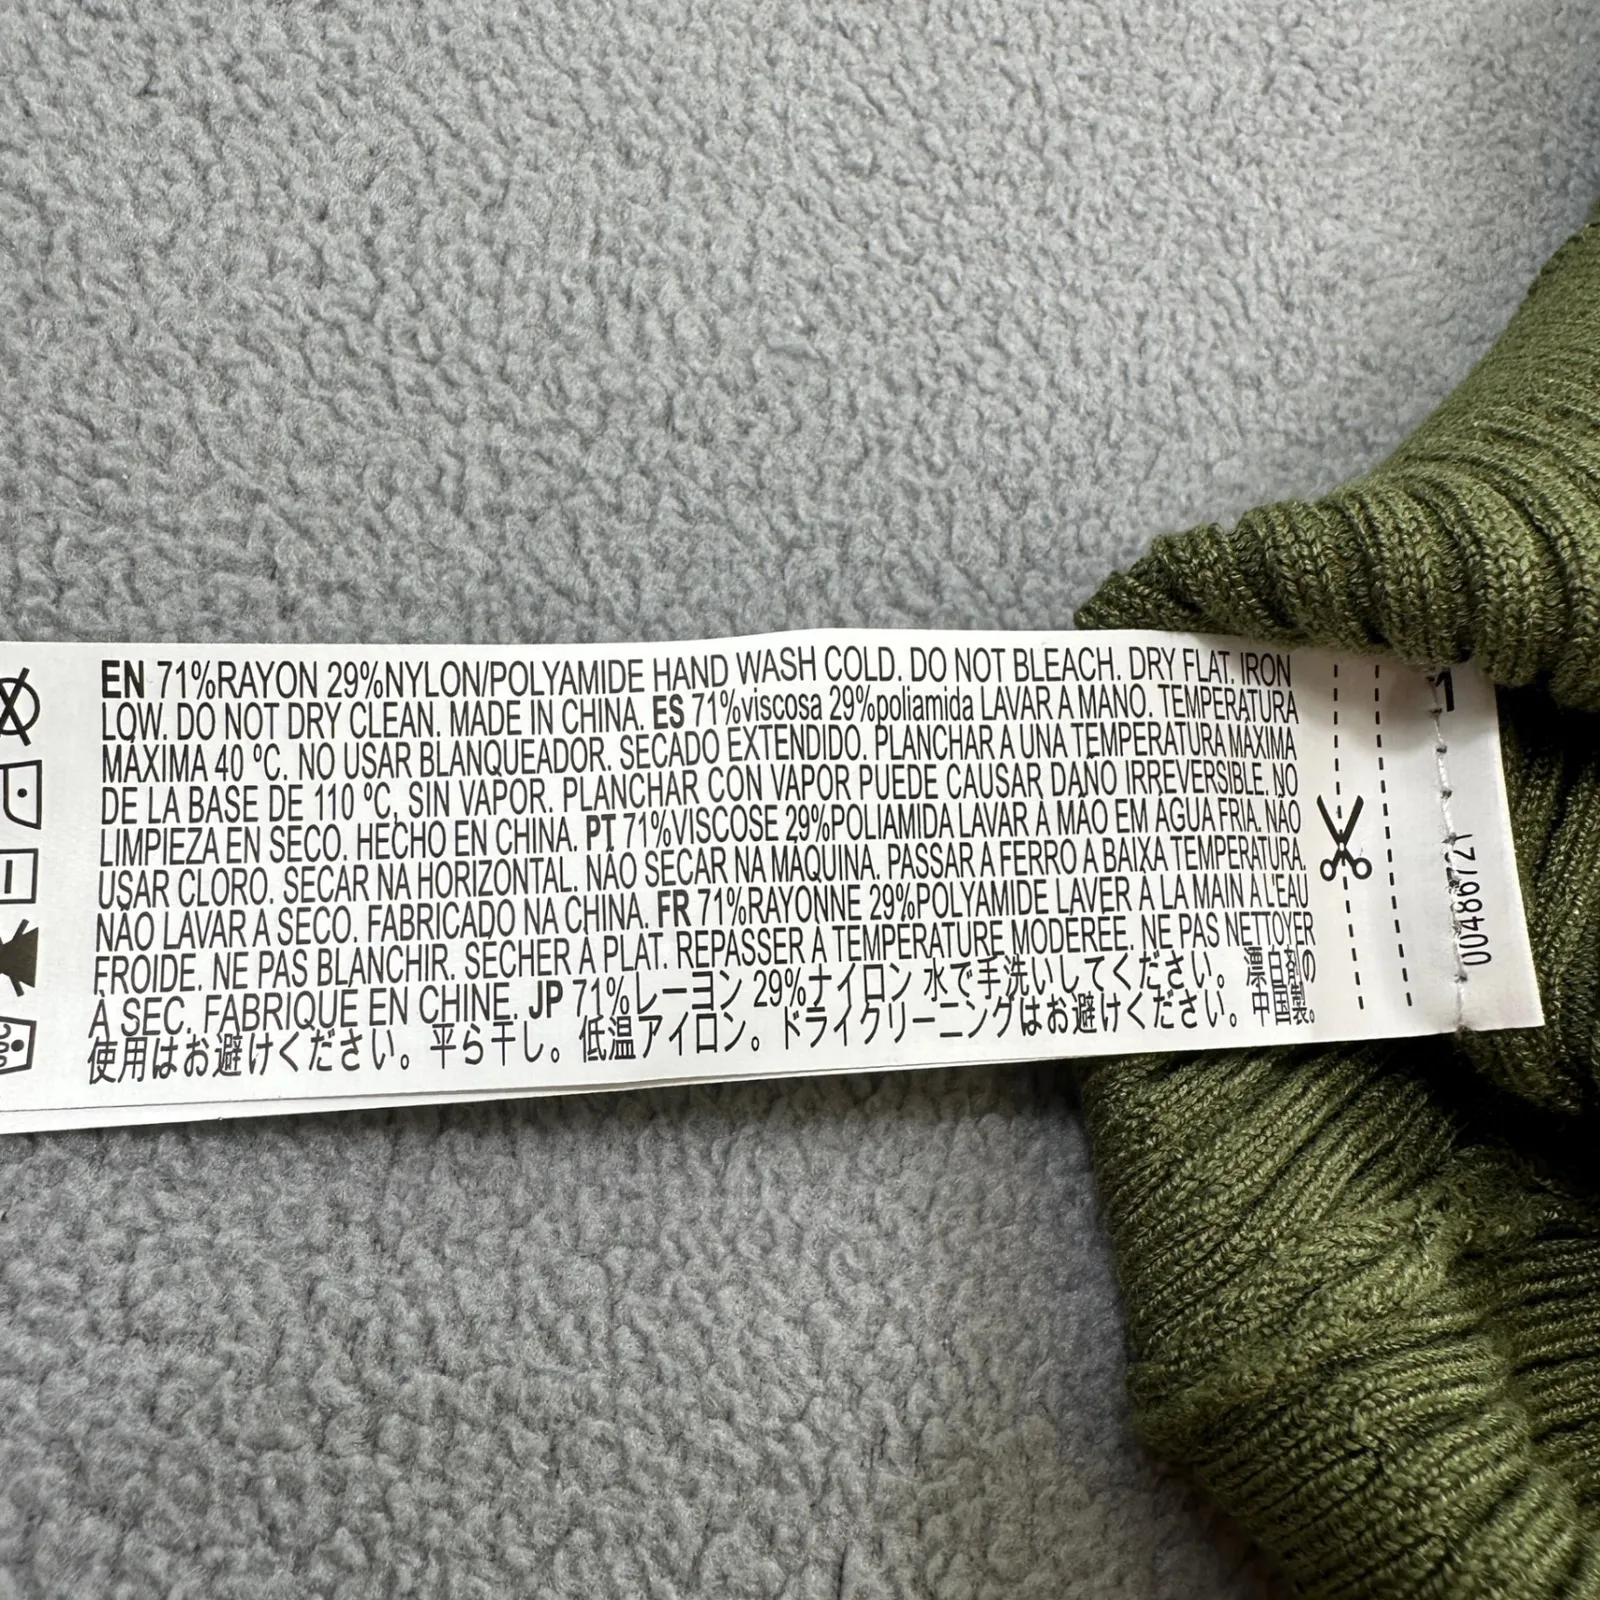 EN 71%RAYON 29%NYLON/POLYAMIDE HAND WASH COLD. DO NOT BLEACH. DRY FLAT. IRON
LOW. DO NOT DRY CLEAN. MADE IN CHINA. ES 71%viscosa 29%poliamida LAVAR A MANO. TEMPERATURA
MÁXIMA 40 ºC. NO USAR BLANQUEADOR. SECADO EXTENDIDO. PLANCHAR A UNA TEMPERATURA MÁXIMA
DE LA BASE DE 110 ºC, SIN VAPOR. PLANCHAR CON VAPOR PUEDE CAUSAR DAÑO IRREVERSIBLE. NO
LIMPIEZA EN SECO. HECHO EN CHINA. PT 71%VISCOSE 29%POLIAMIDA LAVAR À MÃO EM ÁGUA FRIA. NÃO
USAR CLORO. SECAR NA HORIZONTAL. NÃO SECAR NA MÁQUINA. PASSAR A FERRO A BAIXA TEMPERATURA.
NÃO LAVAR A SECO. FABRICADO NA CHINA. FR 71%RAYONNE 29%POLYAMIDE LAVER À LA MAIN À L'EAU
FROIDE. NE PAS BLANCHIR. SÉCHER À PLAT. REPASSER À TEMPÉRATURE MODÉRÉE. NE PAS NETTOYER
À SEC. FABRIQUÉ EN CHINE. JP 71%レーヨン 29%ナイロン 水で手洗いしてください。 漂白剤の
使用はお避けください。平ら干し。低温アイロン。ドライクリーニングはお避けください。 中国製。
1
00486721